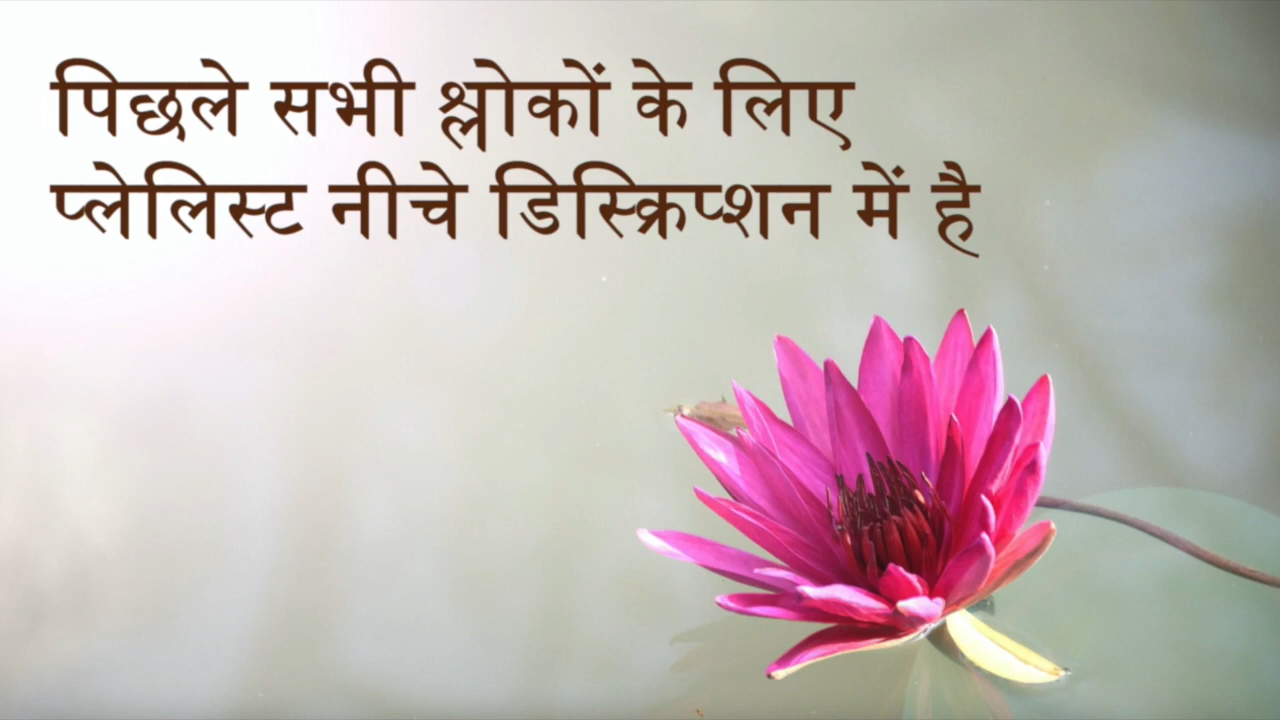 पिछले सभी श्लोकों के लिए
प्लेलिस्ट नीचे डिस्क्रिप्शन में है